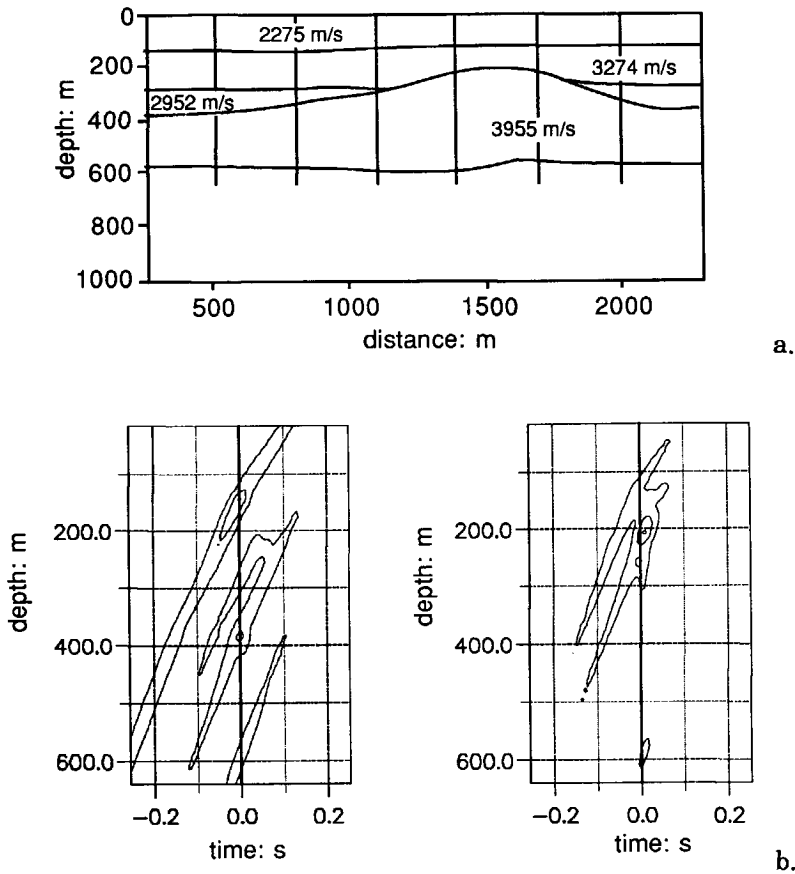 0
200
400
600
800
1000
depth: m
2275 m/s
3274 m/s
2952 m/s
3955 m/s
500 1000 1500 2000
distance: m
a.
depth: m
200.0
400.0
600.0
−0.2 0.0 0.2
time: s
depth: m
200.0
400.0
600.0
−0.2 0.0 0.2
time: s
b.